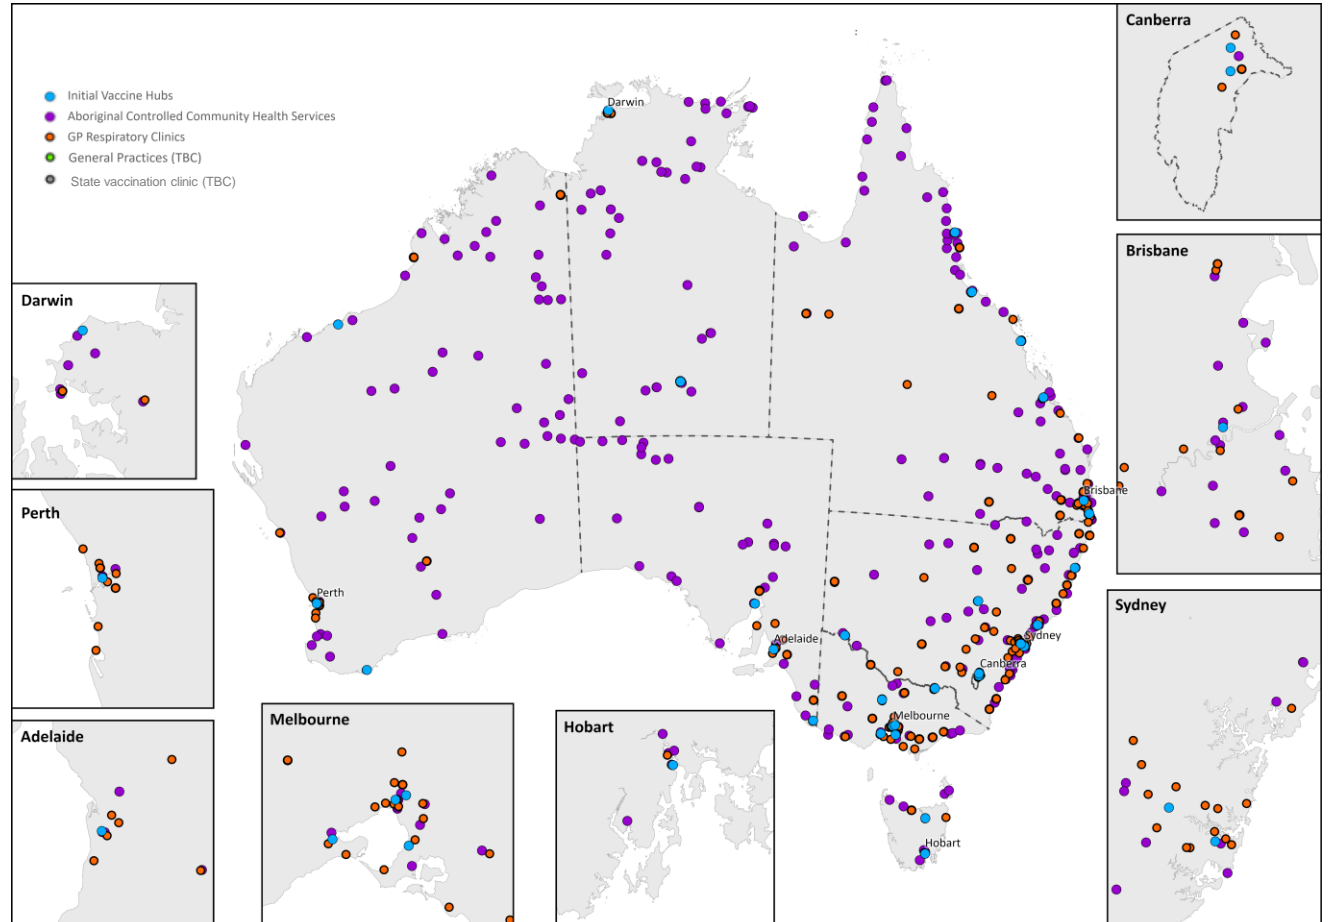 Canberra
Initial Vaccine Hubs
Aboriginal Controlled Community Health Services
GP Respiratory Clinics
General Practices (TBC)
State vaccination clinic (TBC)
Darwin
Brisbane
Darwin
Perth
Brisbane
Perth
Adelaide
Sydney
Canberra
Sydney
Adelaide
Melbourne
Hobart
Melbourne
Hobart